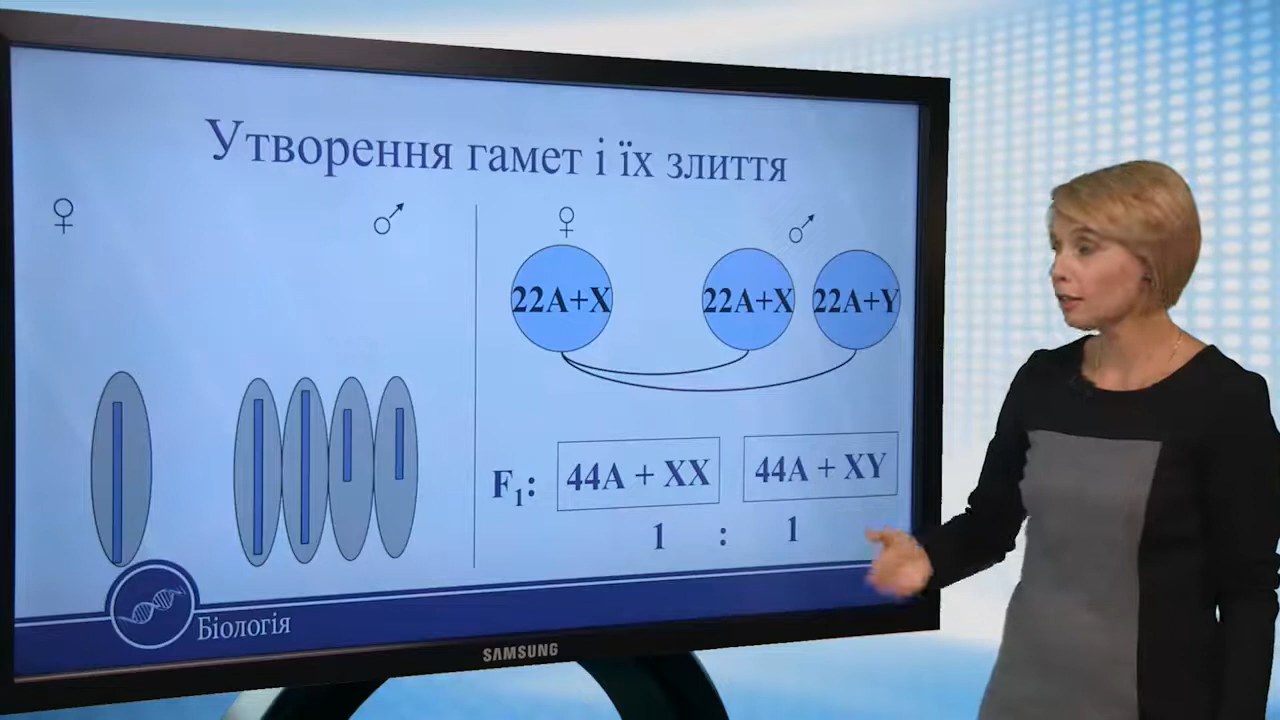 Утворення гамет і їх злиття
♀ ♂ ♀ ♂
22A+X 22A+X 22A+Y
F₁: 44A + XX 44A + XY
1 : 1
Біологія
SAMSUNG